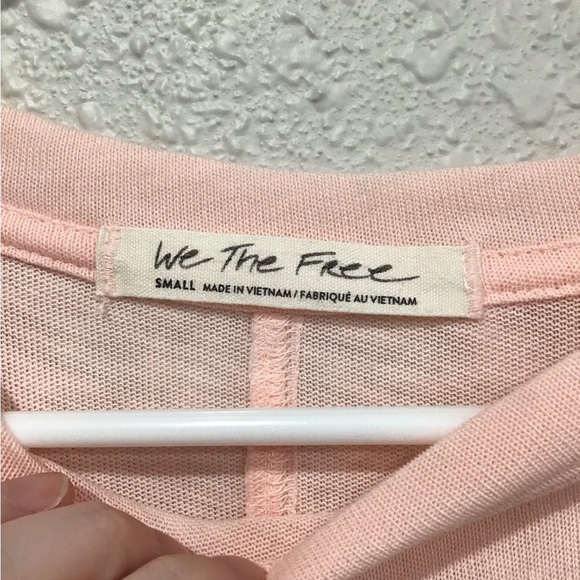 We The Free
SMALL MADE IN VIETNAM / FABRIQUÉ AU VIETNAM